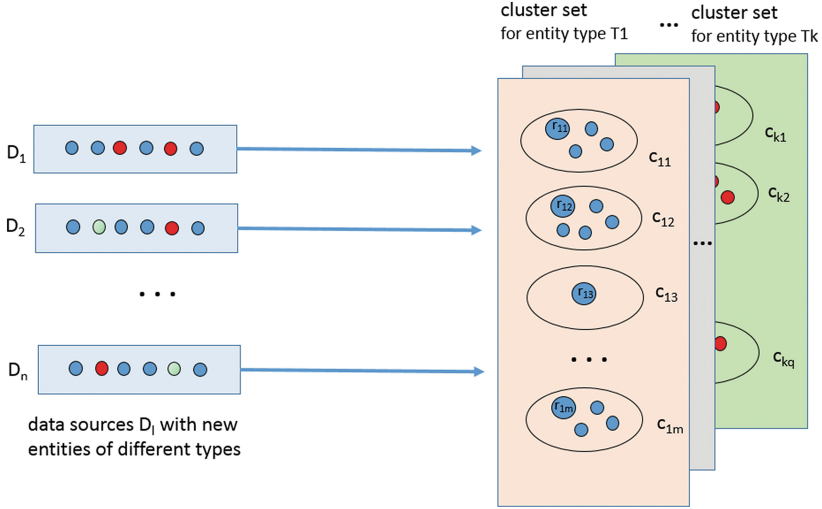 cluster set
for entity type T1
... cluster set
for entity type Tk
D1
D2
...
Dn
data sources DI with new
entities of different types
r11
c11
r12
c12
r13
c13
...
r1m
c1m
...
ck1
ck2
ckq